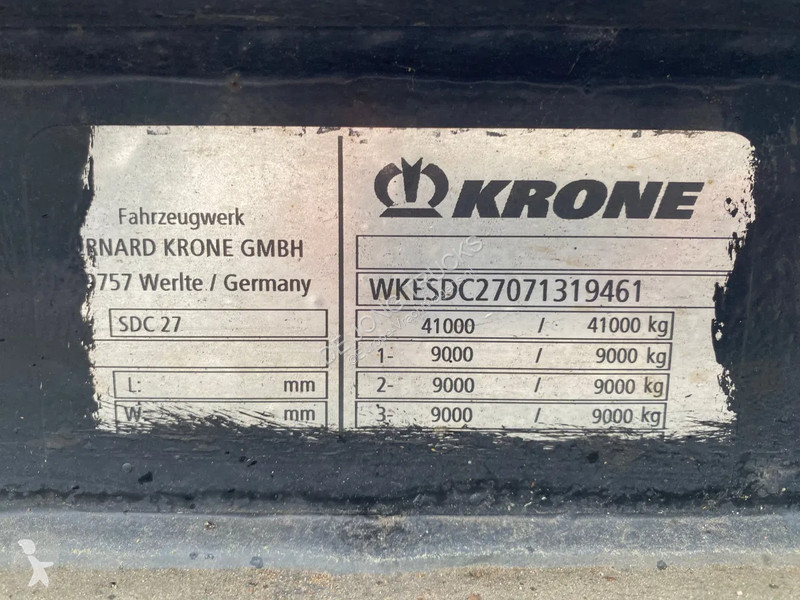 KRONE
Fahrzeugwerk
RNARD KRONE GMBH
757 Werlte / Germany
WKESDC27071319461
SDC 27
41000 / 41000 kg
1- 9000 / 9000 kg
L: mm
2- 9000 / 9000 kg
W: mm
3- 9000 / 9000 kg